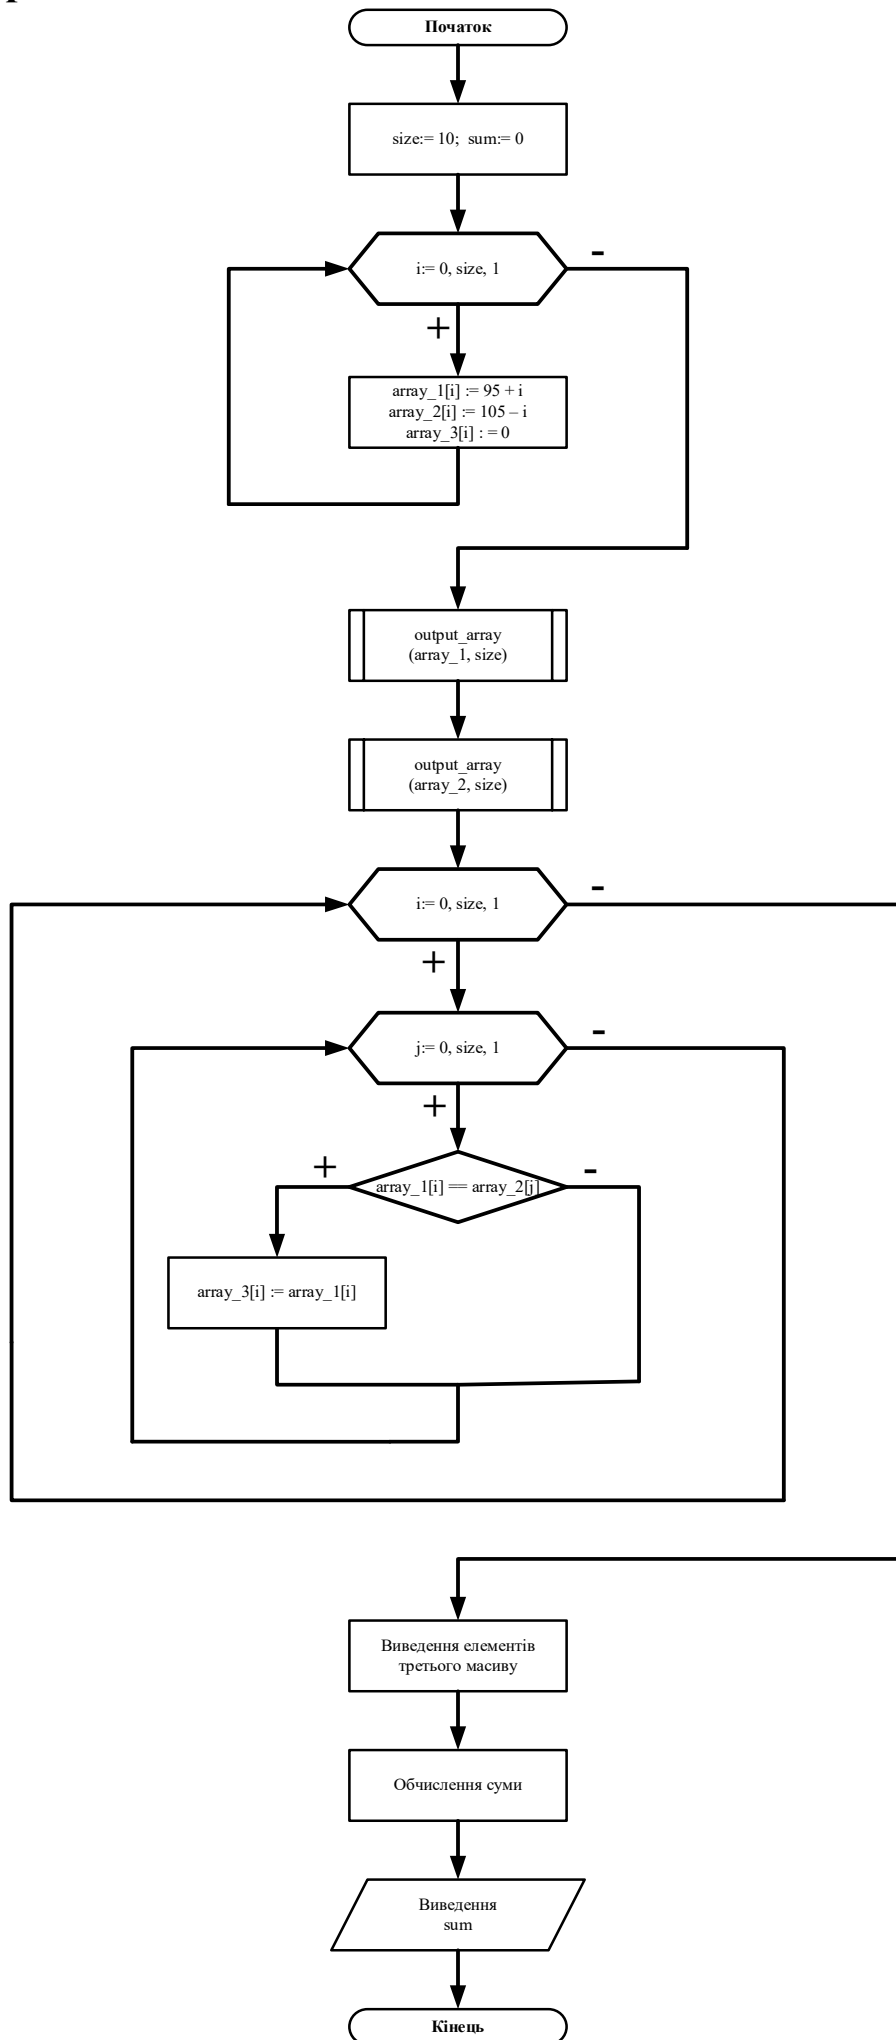 Початок
size:= 10;  sum:= 0
i:= 0, size, 1
-
+
array_1[i] := 95 + i
array_2[i] := 105 – i
array_3[i] : = 0
output_array
(array_1, size)
output_array
(array_2, size)
i:= 0, size, 1
-
+
j:= 0, size, 1
-
+
array_1[i] == array_2[j]
+
-
array_3[i] := array_1[i]
Виведення елементів
третього масиву
Обчислення суми
Виведення
sum
Кінець